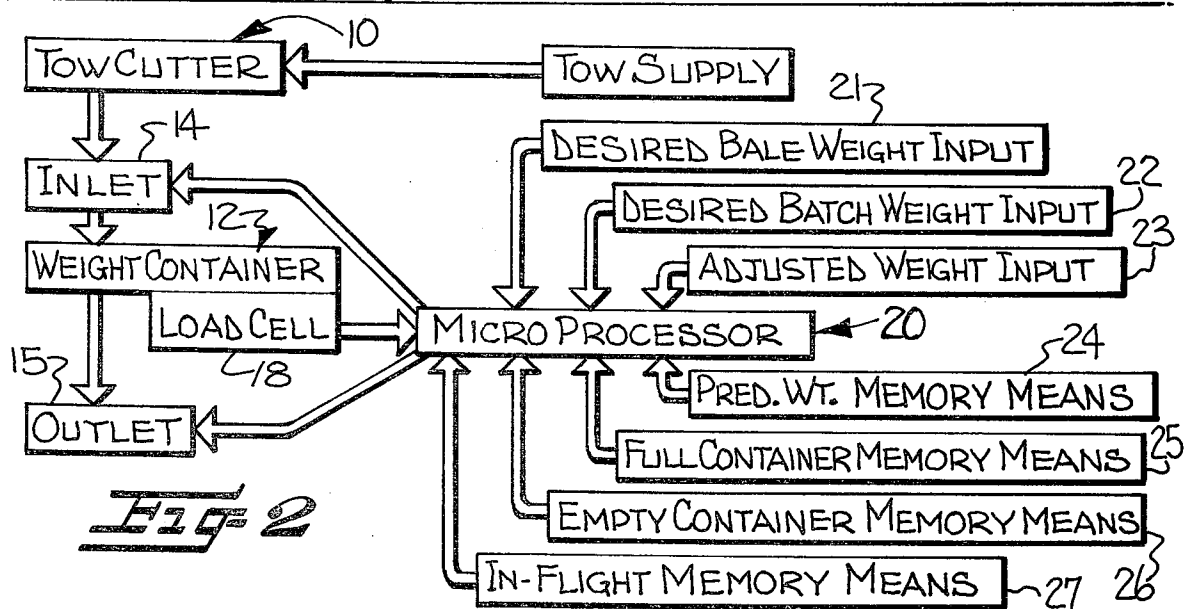 10
TOW CUTTER
TOW SUPPLY
21
14
DESIRED BALE WEIGHT INPUT
INLET
22
DESIRED BATCH WEIGHT INPUT
12
WEIGHT CONTAINER
23
ADJUSTED WEIGHT INPUT
LOAD CELL
MICRO PROCESSOR
20
18
24
15
PRED. WT. MEMORY MEANS
OUTLET
FULL CONTAINER MEMORY MEANS
25
Fig-2
EMPTY CONTAINER MEMORY MEANS
26
IN-FLIGHT MEMORY MEANS
27